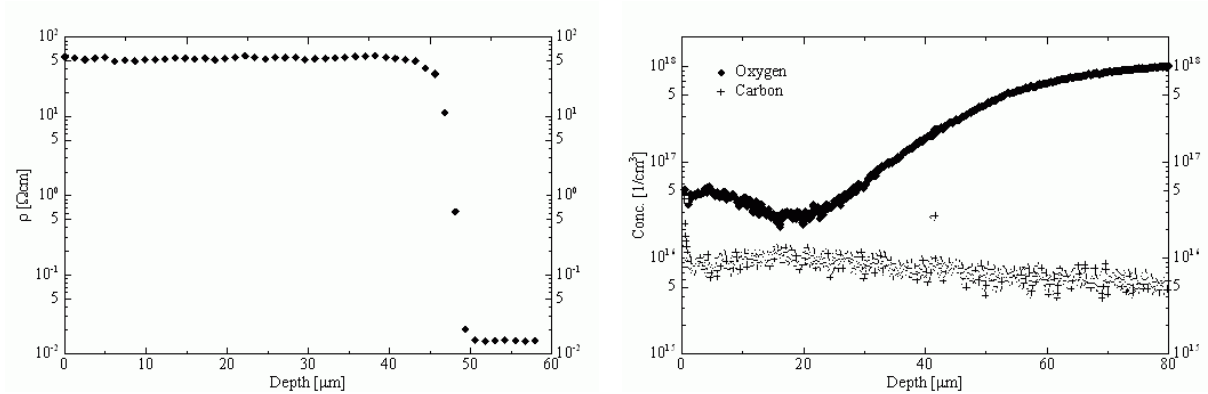 10² 10²
5 5
10¹ 10¹
5 5
10⁰ 10⁰
5 5
10⁻¹ 10⁻¹
5 5
10⁻² 10⁻²
ρ [Ωcm]
0 10 20 30 40 50 60
Depth [μm]
10¹⁸ 10¹⁸
Oxygen
5 5
Carbon
10¹⁷ 10¹⁷
5 5
10¹⁶ 10¹⁶
5 5
10¹⁵ 10¹⁵
Conc. [1/cm³]
0 20 40 60 80
Depth [μm]